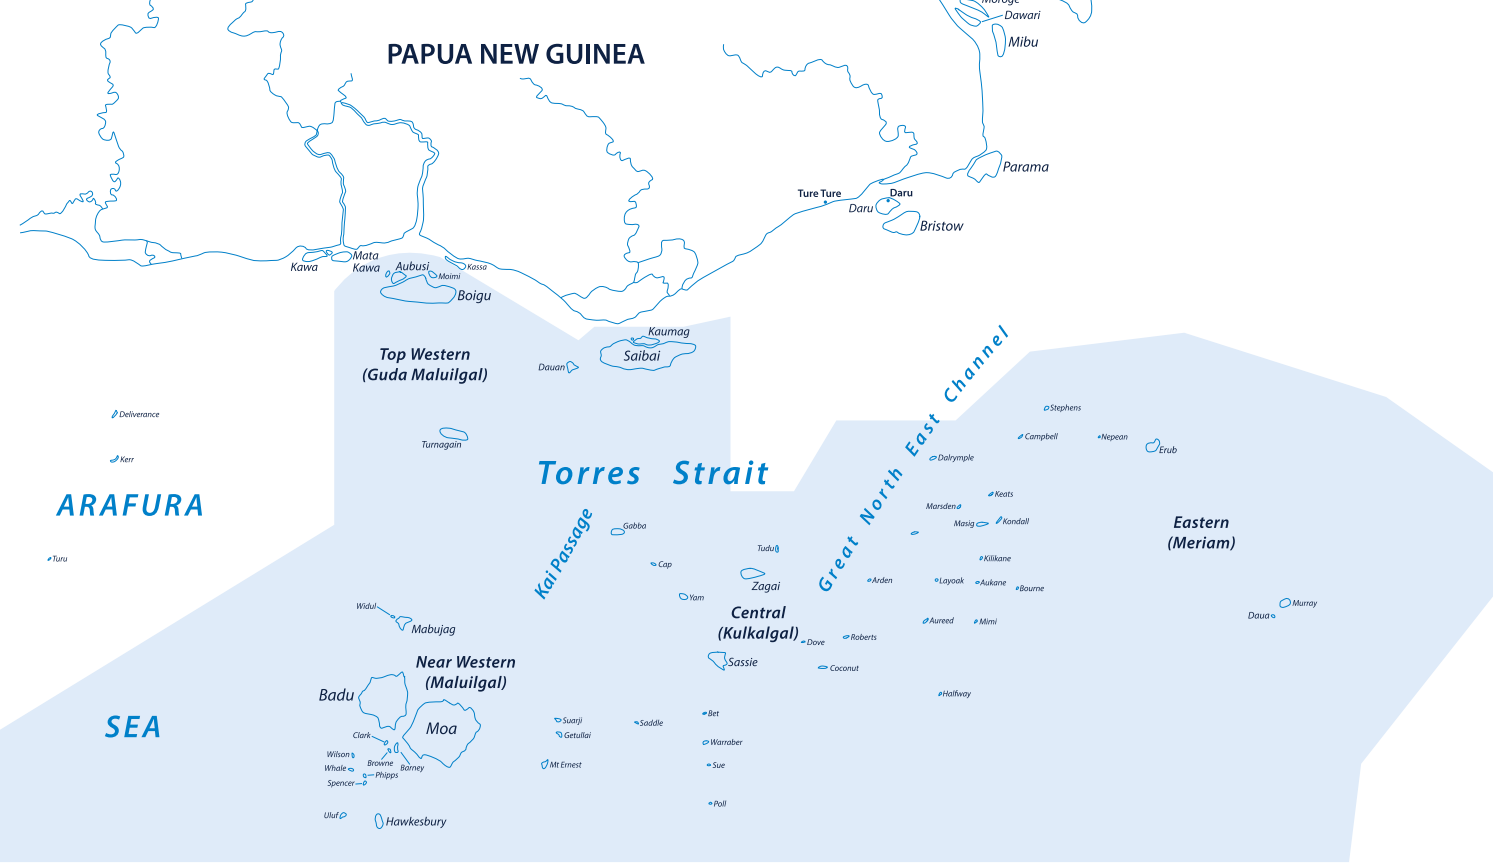 Moroge
Dawari
Mibu
PAPUA NEW GUINEA
Parama
Ture Ture
Daru
Daru
Bristow
Kawa
Mata
Kawa
Aubusi
Moimi
Kassa
Boigu
Kaumag
Saibai
Dauan
Top Western
(Guda Maluilgal)
Turnagain
Deliverance
Kerr
ARAFURA
Turu
SEA
Torres Strait
Kai Passage
Great North East Channel
Stephens
Campbell
Nepean
Erub
Dalrymple
Keats
Marsden
Masig
Kondall
Eastern
(Meriam)
Gabba
Cap
Yam
Tudu
Zagai
Kilikane
Arden
Layoak
Aukane
Bourne
Murray
Daua
Central
(Kulkalgal)
Aureed
Mimi
Dove
Roberts
Coconut
Sassie
Halfway
Widul
Mabujag
Near Western
(Maluilgal)
Badu
Moa
Clark
Wilson
Browne
Barney
Whale
Phipps
Spencer
Uluf
Hawkesbury
Suarji
Getullai
Mt Ernest
Saddle
Bet
Warraber
Sue
Poll